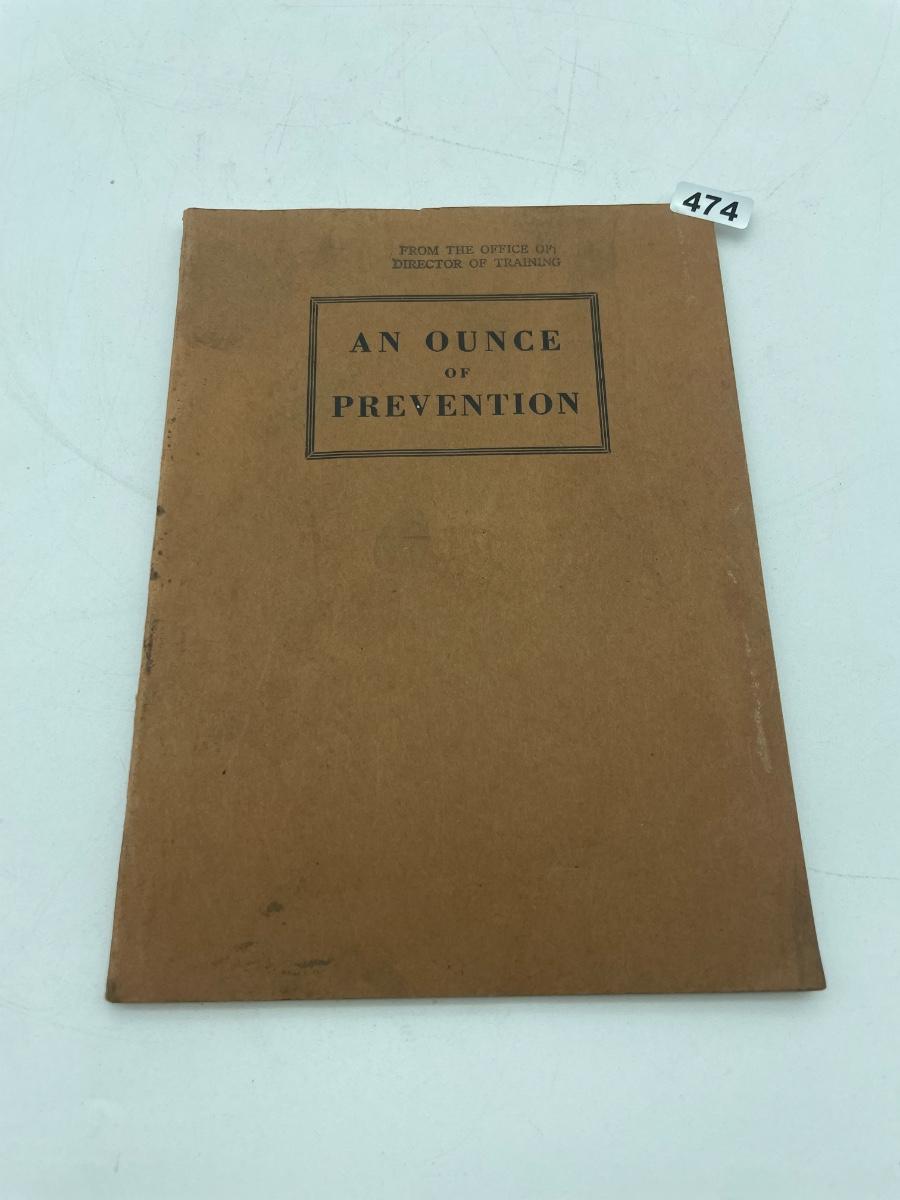 474
FROM THE OFFICE OF:
DIRECTOR OF TRAINING
AN OUNCE
OF
PREVENTION